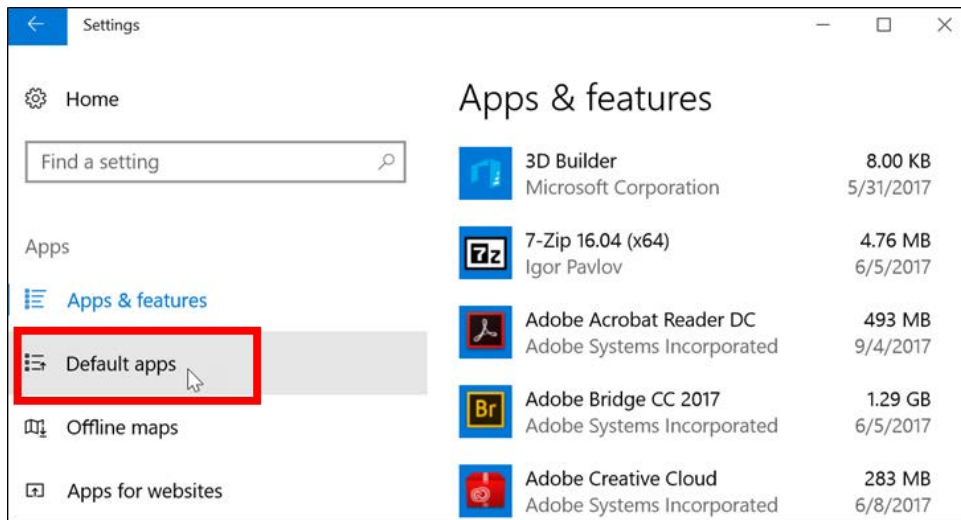 Settings
Home
Find a setting
Apps
Apps & features
Default apps
Offline maps
Apps for websites
Apps & features
3D Builder 8.00 KB
Microsoft Corporation 5/31/2017
7z
7-Zip 16.04 (x64) 4.76 MB
Igor Pavlov 6/5/2017
Adobe Acrobat Reader DC 493 MB
Adobe Systems Incorporated 9/4/2017
Br
Adobe Bridge CC 2017 1.29 GB
Adobe Systems Incorporated 6/5/2017
Adobe Creative Cloud 283 MB
Adobe Systems Incorporated 6/8/2017